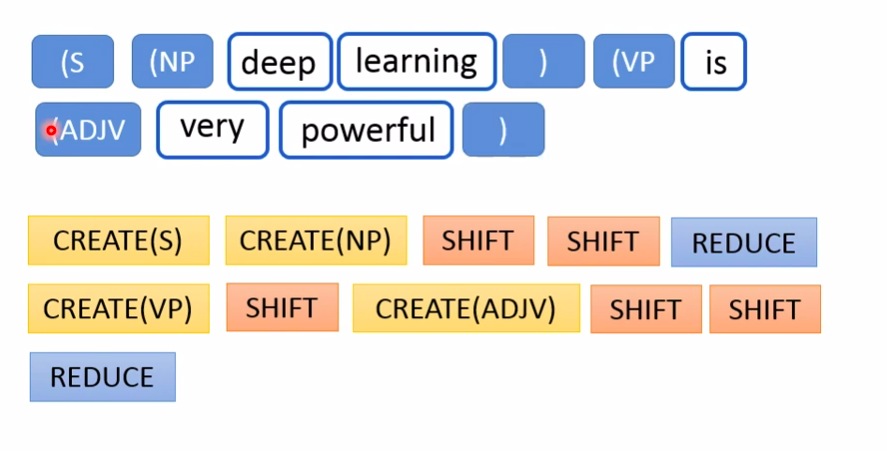 (S (NP deep learning ) (VP is
(ADJV very powerful )
CREATE(S) CREATE(NP) SHIFT SHIFT REDUCE
CREATE(VP) SHIFT CREATE(ADJV) SHIFT SHIFT
REDUCE